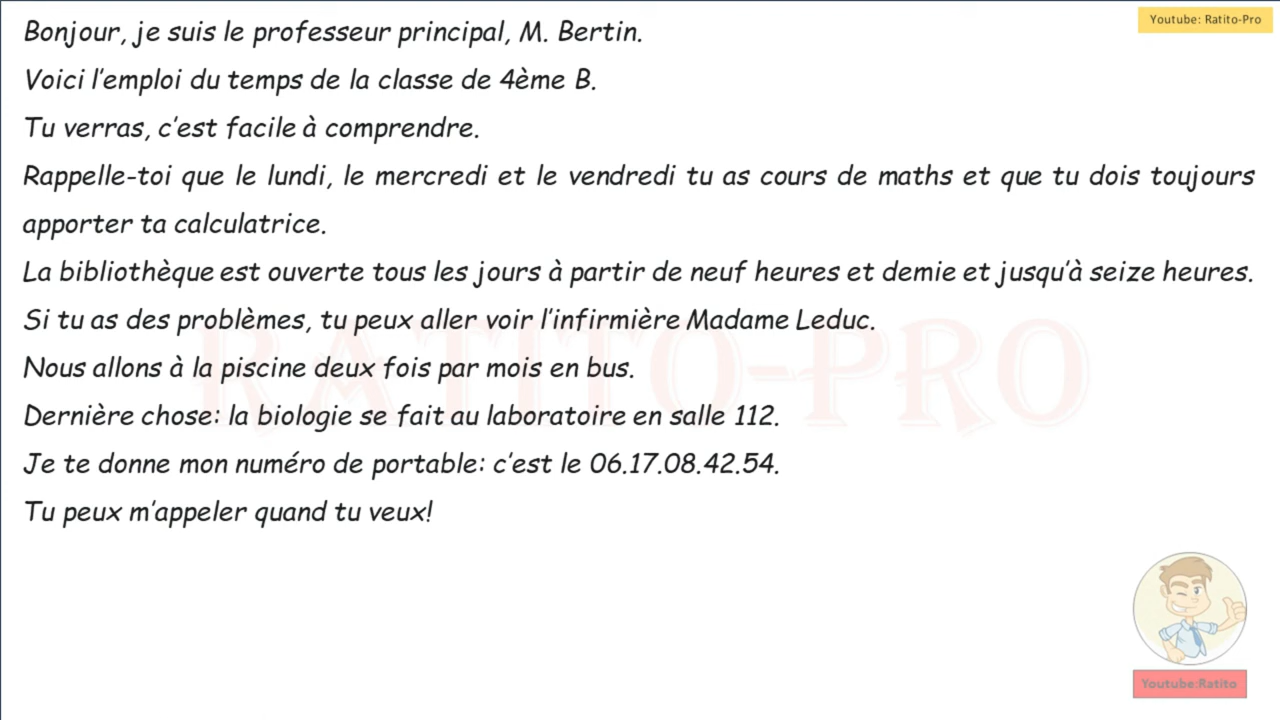 Bonjour, je suis le professeur principal, M. Bertin.
Youtube: Ratito-Pro
Voici l'emploi du temps de la classe de 4ème B.
Tu verras, c'est facile à comprendre.
Rappelle-toi que le lundi, le mercredi et le vendredi tu as cours de maths et que tu dois toujours
apporter ta calculatrice.
La bibliothèque est ouverte tous les jours à partir de neuf heures et demie et jusqu'à seize heures.
Si tu as des problèmes, tu peux aller voir l'infirmière Madame Leduc.
RATITO-PRO
Nous allons à la piscine deux fois par mois en bus.
Dernière chose: la biologie se fait au laboratoire en salle 112.
Je te donne mon numéro de portable: c'est le 06.17.08.42.54.
Tu peux m'appeler quand tu veux!
Youtube:Ratito